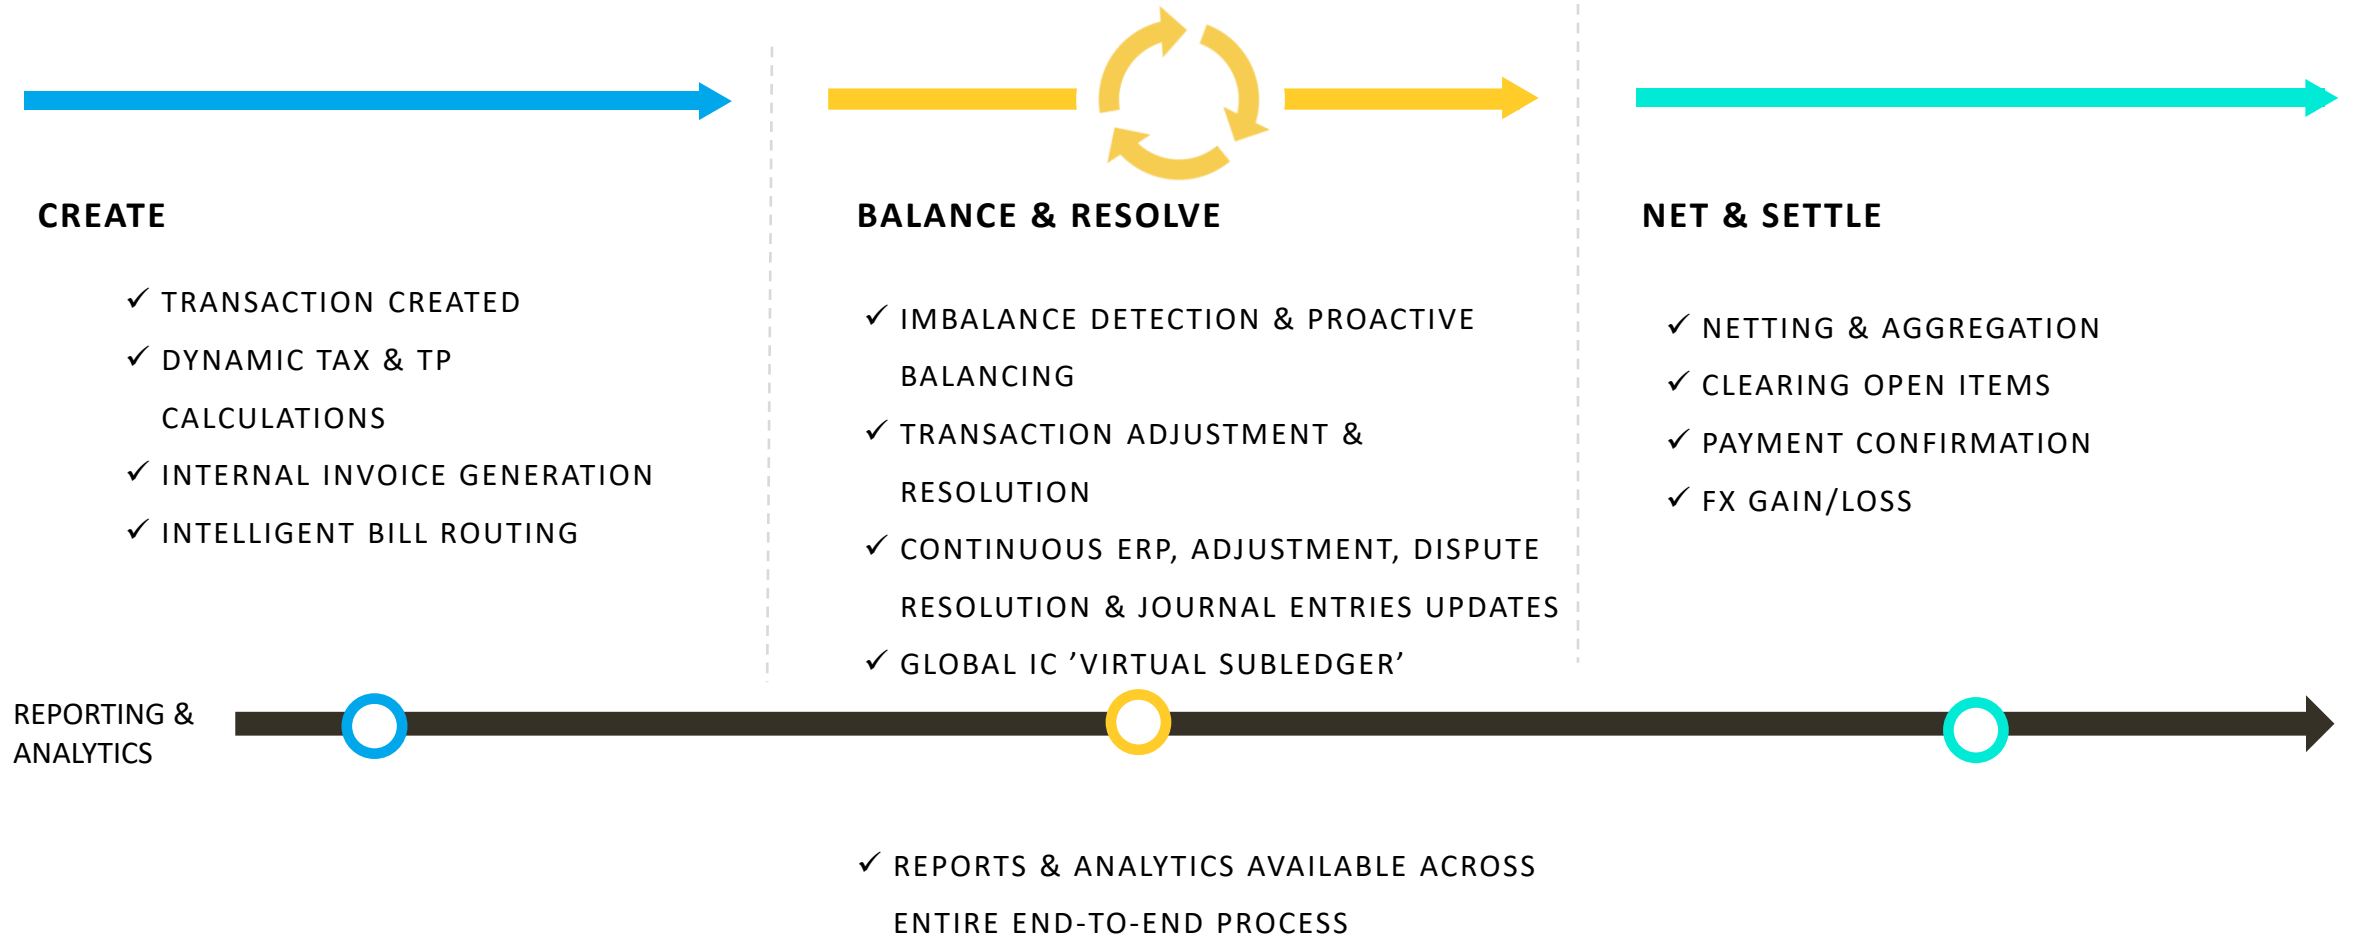 CREATE
✓ TRANSACTION CREATED
✓ DYNAMIC TAX & TP
CALCULATIONS
✓ INTERNAL INVOICE GENERATION
✓ INTELLIGENT BILL ROUTING
BALANCE & RESOLVE
✓ IMBALANCE DETECTION & PROACTIVE
BALANCING
✓ TRANSACTION ADJUSTMENT &
RESOLUTION
✓ CONTINUOUS ERP, ADJUSTMENT, DISPUTE
RESOLUTION & JOURNAL ENTRIES UPDATES
✓ GLOBAL IC ’VIRTUAL SUBLEDGER’
NET & SETTLE
✓ NETTING & AGGREGATION
✓ CLEARING OPEN ITEMS
✓ PAYMENT CONFIRMATION
✓ FX GAIN/LOSS
REPORTING &
ANALYTICS
✓ REPORTS & ANALYTICS AVAILABLE ACROSS
ENTIRE END-TO-END PROCESS